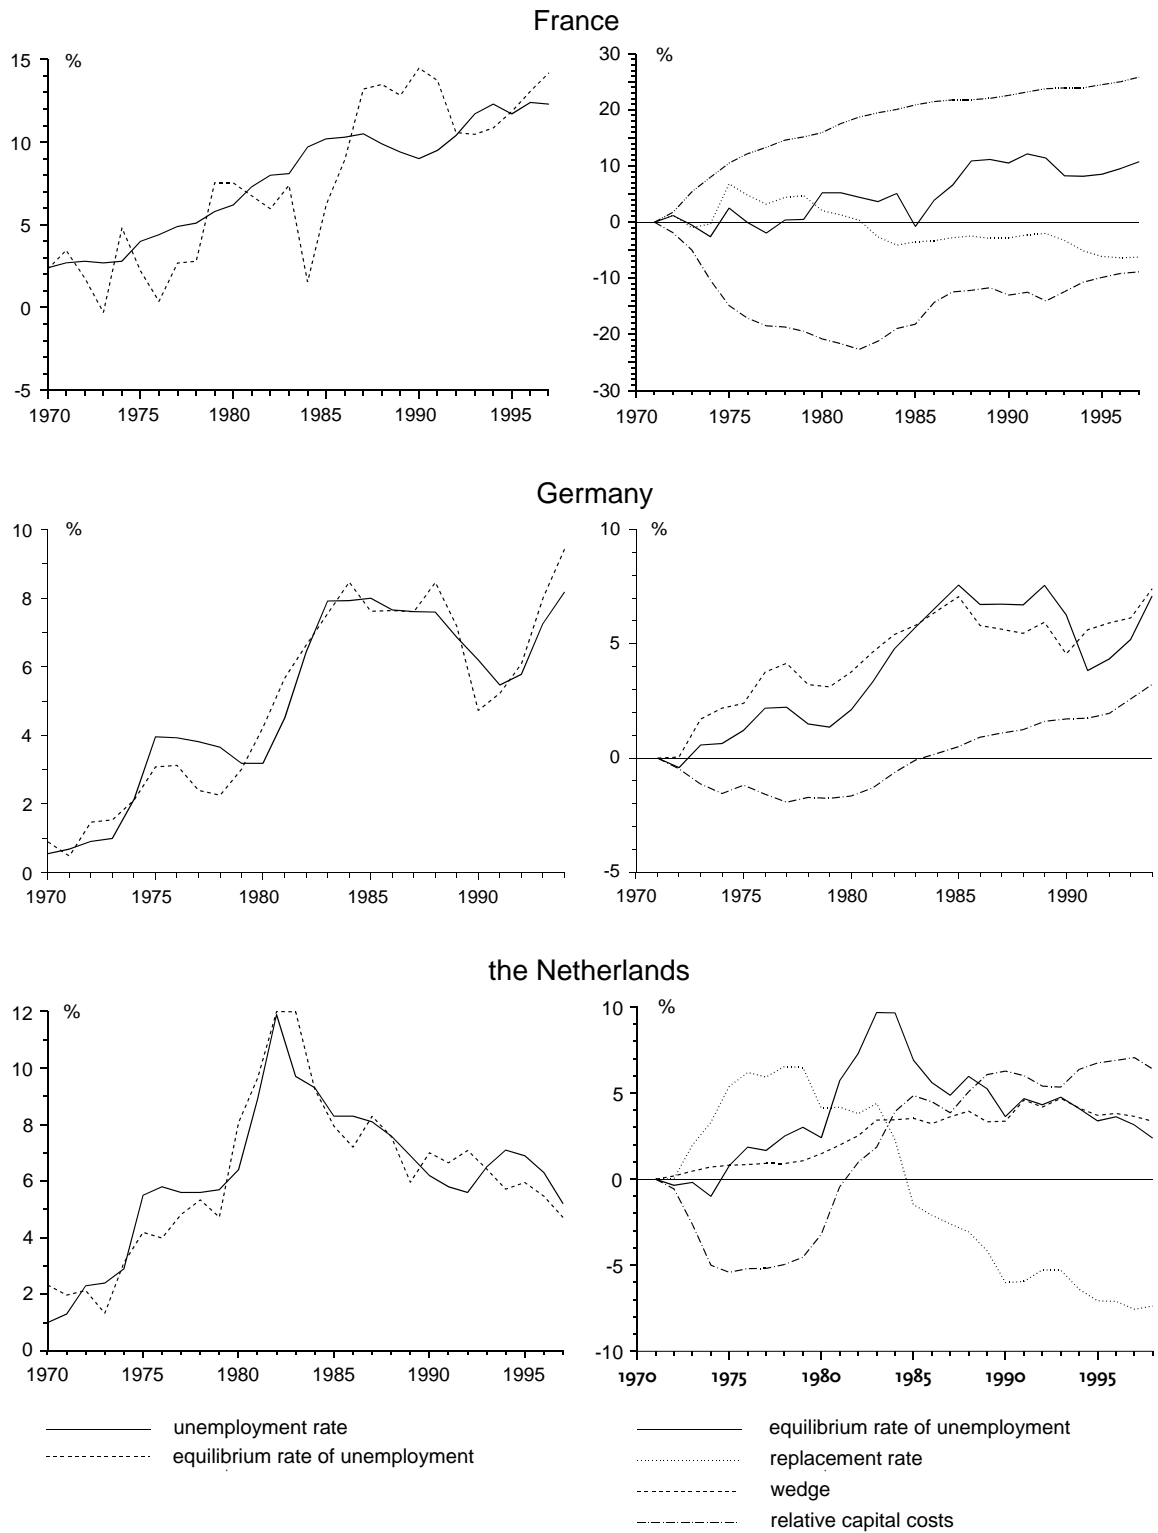 France
%
15
10
5
0
-5
1970 1975 1980 1985 1990 1995
%
30
20
10
0
-10
-20
-30
1970 1975 1980 1985 1990 1995
Germany
%
10
8
6
4
2
0
1970 1975 1980 1985 1990
%
10
5
0
-5
1970 1975 1980 1985 1990
the Netherlands
%
12
10
8
6
4
2
0
1970 1975 1980 1985 1990 1995
%
10
5
0
-5
-10
1970 1975 1980 1985 1990 1995
unemployment rate
equilibrium rate of unemployment
equilibrium rate of unemployment
replacement rate
wedge
relative capital costs